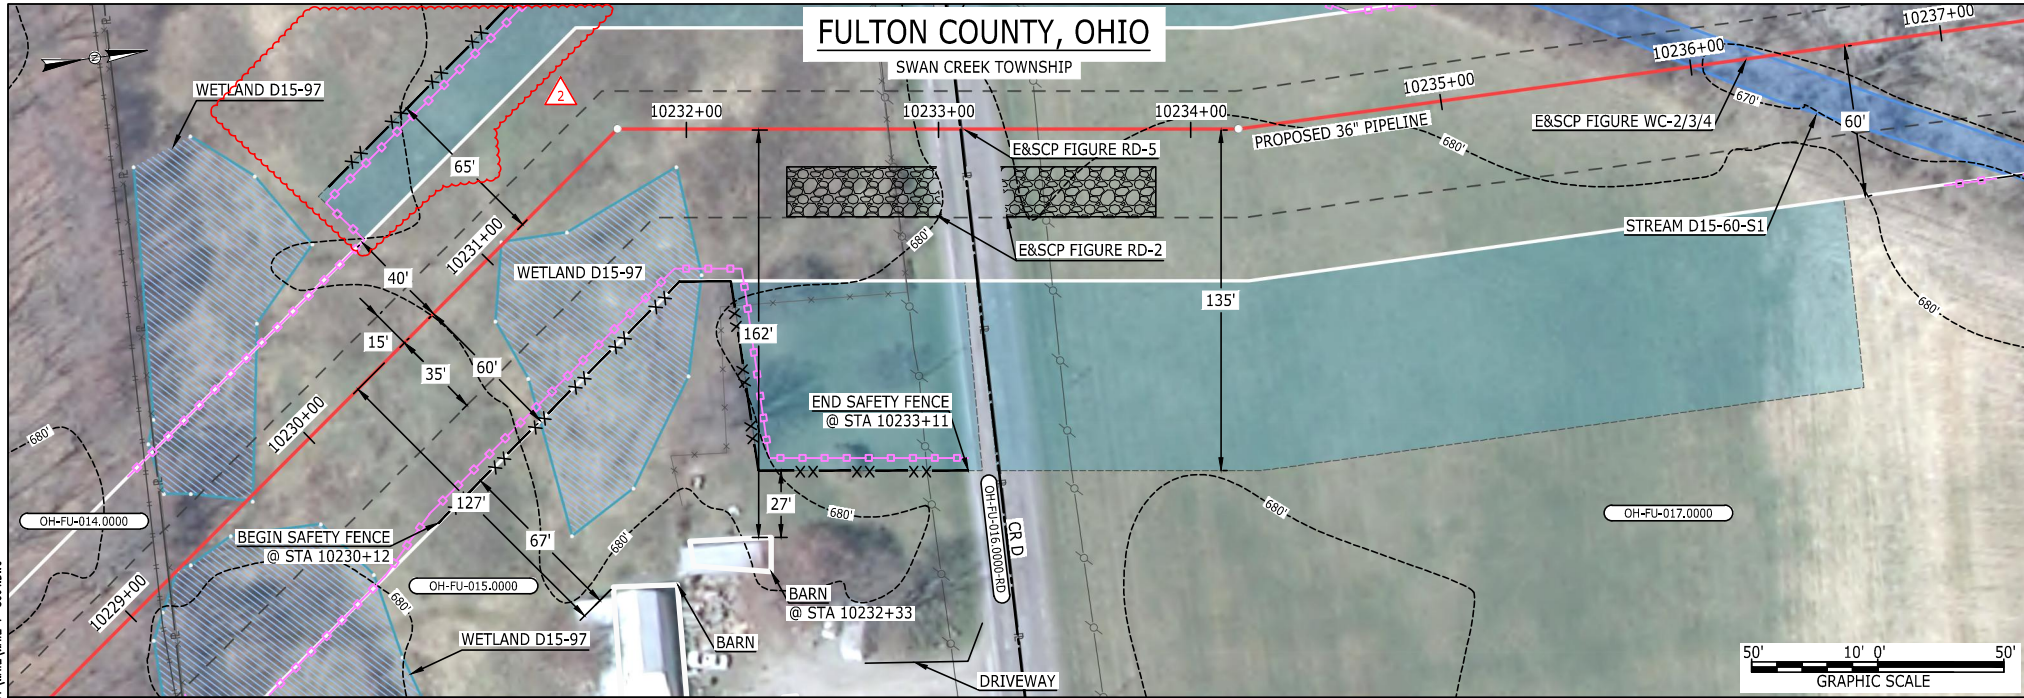 FULTON COUNTY, OHIO
SWAN CREEK TOWNSHIP
N
2
WETLAND D15-97
10232+00
10233+00
10234+00
10235+00
10236+00
10237+00
PROPOSED 36" PIPELINE
E&SCP FIGURE WC-2/3/4
670'
60'
E&SCP FIGURE RD-5
680'
65'
10231+00
STREAM D15-60-S1
E&SCP FIGURE RD-2
680'
WETLAND D15-97
40'
135'
680'
162'
15'
60'
35'
END SAFETY FENCE
@ STA 10233+11
10230+00
680'
127'
27'
680'
680'
OH-FU-014.0000
OH-FU-017.0000
OH-FU-016.0000-RD
CR D
BEGIN SAFETY FENCE
@ STA 10230+12
67'
680'
OH-FU-015.0000
10229+00
680'
BARN
@ STA 10232+33
WETLAND D15-97
BARN
DRIVEWAY
50'
10'
0'
50'
GRAPHIC SCALE